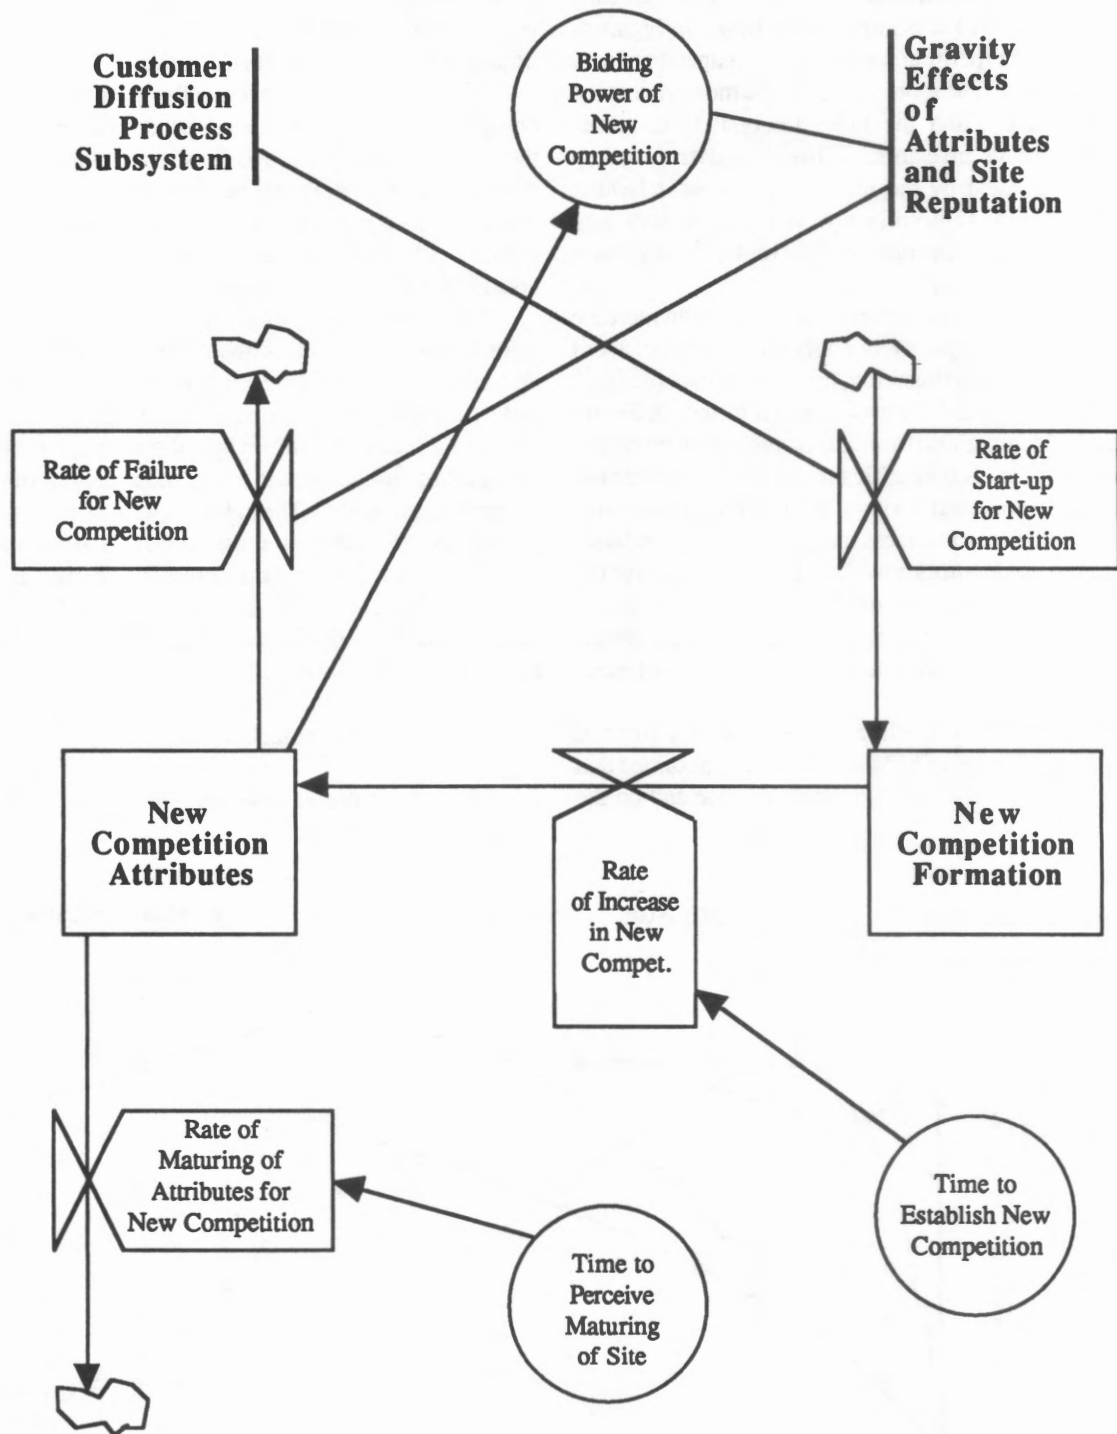 Customer
Diffusion
Process
Subsystem
Bidding
Power of
New
Competition
Gravity
Effects
of
Attributes
and Site
Reputation
Rate of Failure
for New
Competition
Rate of
Start-up
for New
Competition
New
Competition
Attributes
Rate
of Increase
in New
Compet.
New
Competition
Formation
Rate of
Maturing of
Attributes for
New Competition
Time to
Perceive
Maturing
of Site
Time to
Establish New
Competition